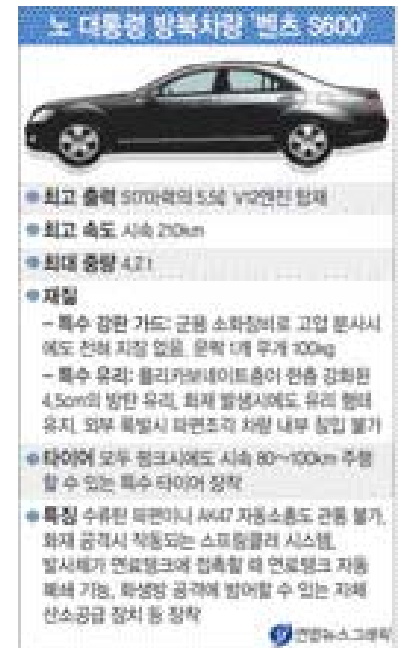 노 대통령 방북차량 '벤츠 S600'
최고 출력 517마력의 5.5ℓ V12엔진 탑재
최고 속도 시속 210km
최대 중량 4.2 t
재질
- 특수 강판 가드: 군용 소화장비로 고압 분사시
에도 전혀 지장 없음. 문짝 1개 무게 100kg
- 특수 유리: 폴리카보네이트층이 한층 강화된
4.5cm의 방탄 유리, 화재 발생시에도 유리 형태
유지, 외부 폭발시 파면조각 차량 내부 침입 불가
타이어 모두 펑크시에도 시속 80~100km 주행
할 수 있는 특수 타이어 장착
특징 수류탄 파편이나 AK47 자동소총도 관통 불가,
화재 공격시 작동되는 스프링클러 시스템,
발사체가 연료탱크에 접촉할 때 연료탱크 자동
폐쇄 기능, 화생방 공격에 방어할 수 있는 자체
산소공급 장치 등 장착
연합뉴스 그래픽